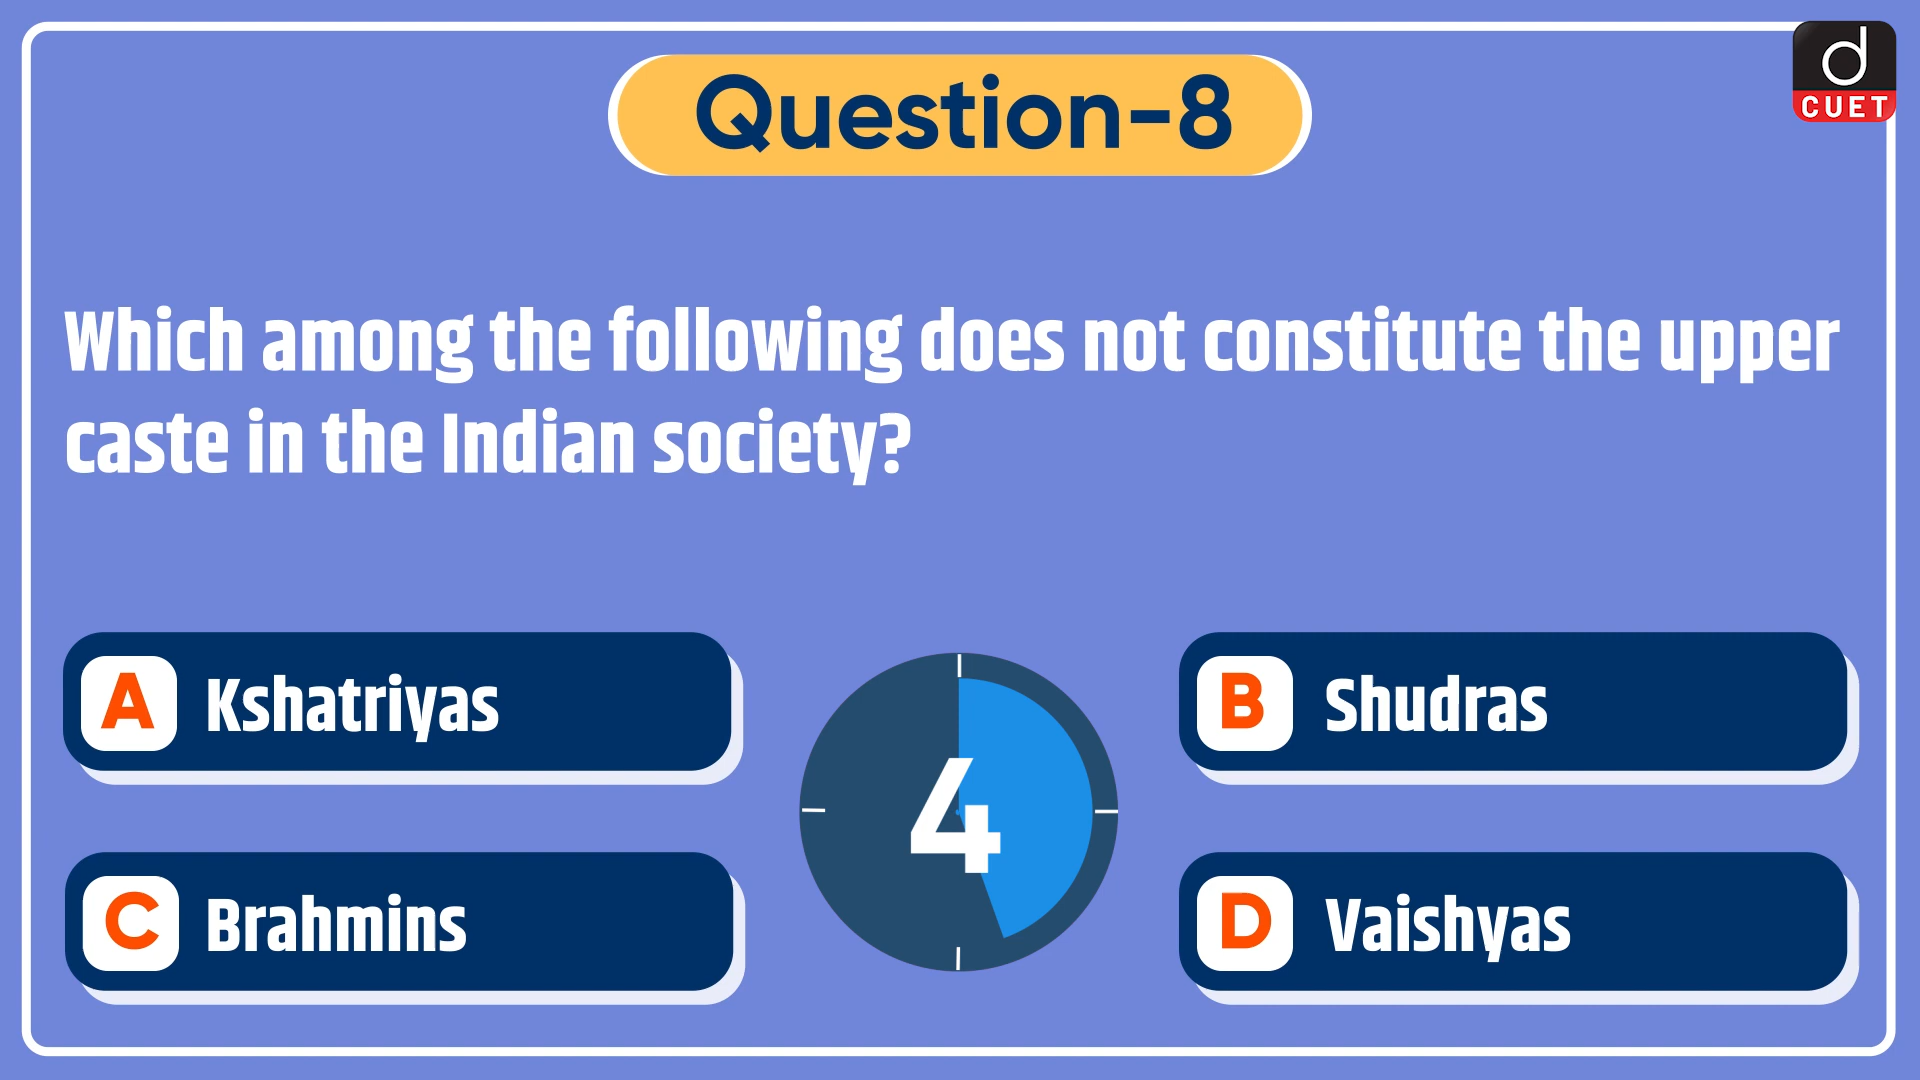 d
CUET
Question-8
Which among the following does not constitute the upper
caste in the Indian society?
A Kshatriyas
B Shudras
4
C Brahmins
D Vaishyas